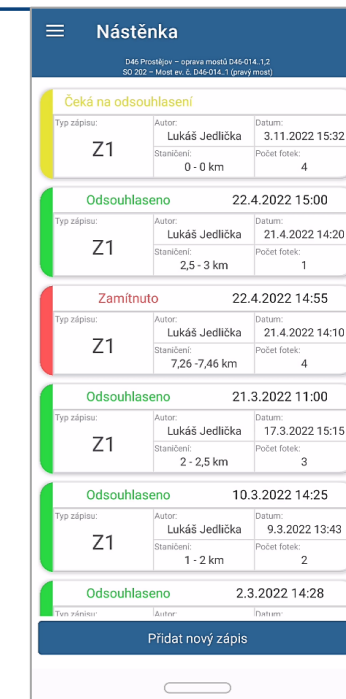 Nástěnka
D46 Prostějov – oprava mostů D46-014..1,2
SO 202 – Most ev. č. D46-014..1 (pravý most)
Čeká na odsouhlasení
Typ zápisu: Autor: Datum:
Lukáš Jedlička 3.11.2022 15:32
Z1 Staničení: Počet fotek:
0 - 0 km 4
Odsouhlaseno 22.4.2022 15:00
Typ zápisu: Autor: Datum:
Lukáš Jedlička 21.4.2022 14:20
Z1 Staničení: Počet fotek:
2,5 - 3 km 1
Zamítnuto 22.4.2022 14:55
Typ zápisu: Autor: Datum:
Lukáš Jedlička 21.4.2022 14:10
Z1 Staničení: Počet fotek:
7,26 -7,46 km 4
Odsouhlaseno 21.3.2022 11:00
Typ zápisu: Autor: Datum:
Lukáš Jedlička 17.3.2022 15:15
Z1 Staničení: Počet fotek:
2 - 2,5 km 3
Odsouhlaseno 10.3.2022 14:25
Typ zápisu: Autor: Datum:
Lukáš Jedlička 9.3.2022 13:43
Z1 Staničení: Počet fotek:
1 - 2 km 2
Odsouhlaseno 2.3.2022 14:28
Typ zápisu: Autor: Datum:
Přidat nový zápis